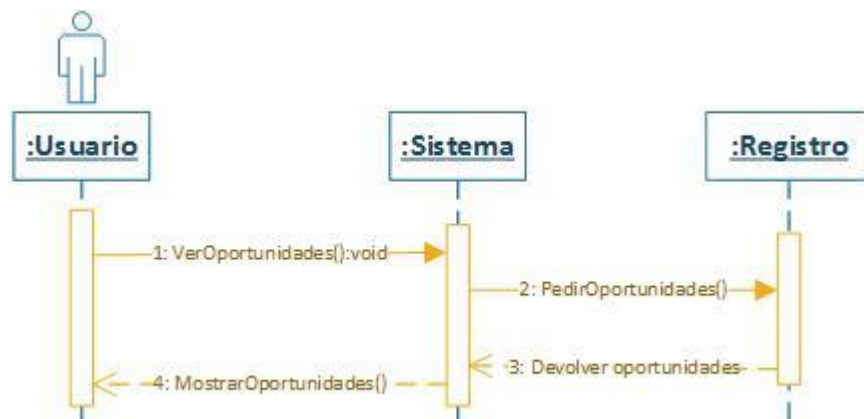 :Usuario
:Sistema
:Registro
1: VerOportunidades():void
2: PedirOportunidades()
3: Devolver oportunidades
4: MostrarOportunidades()